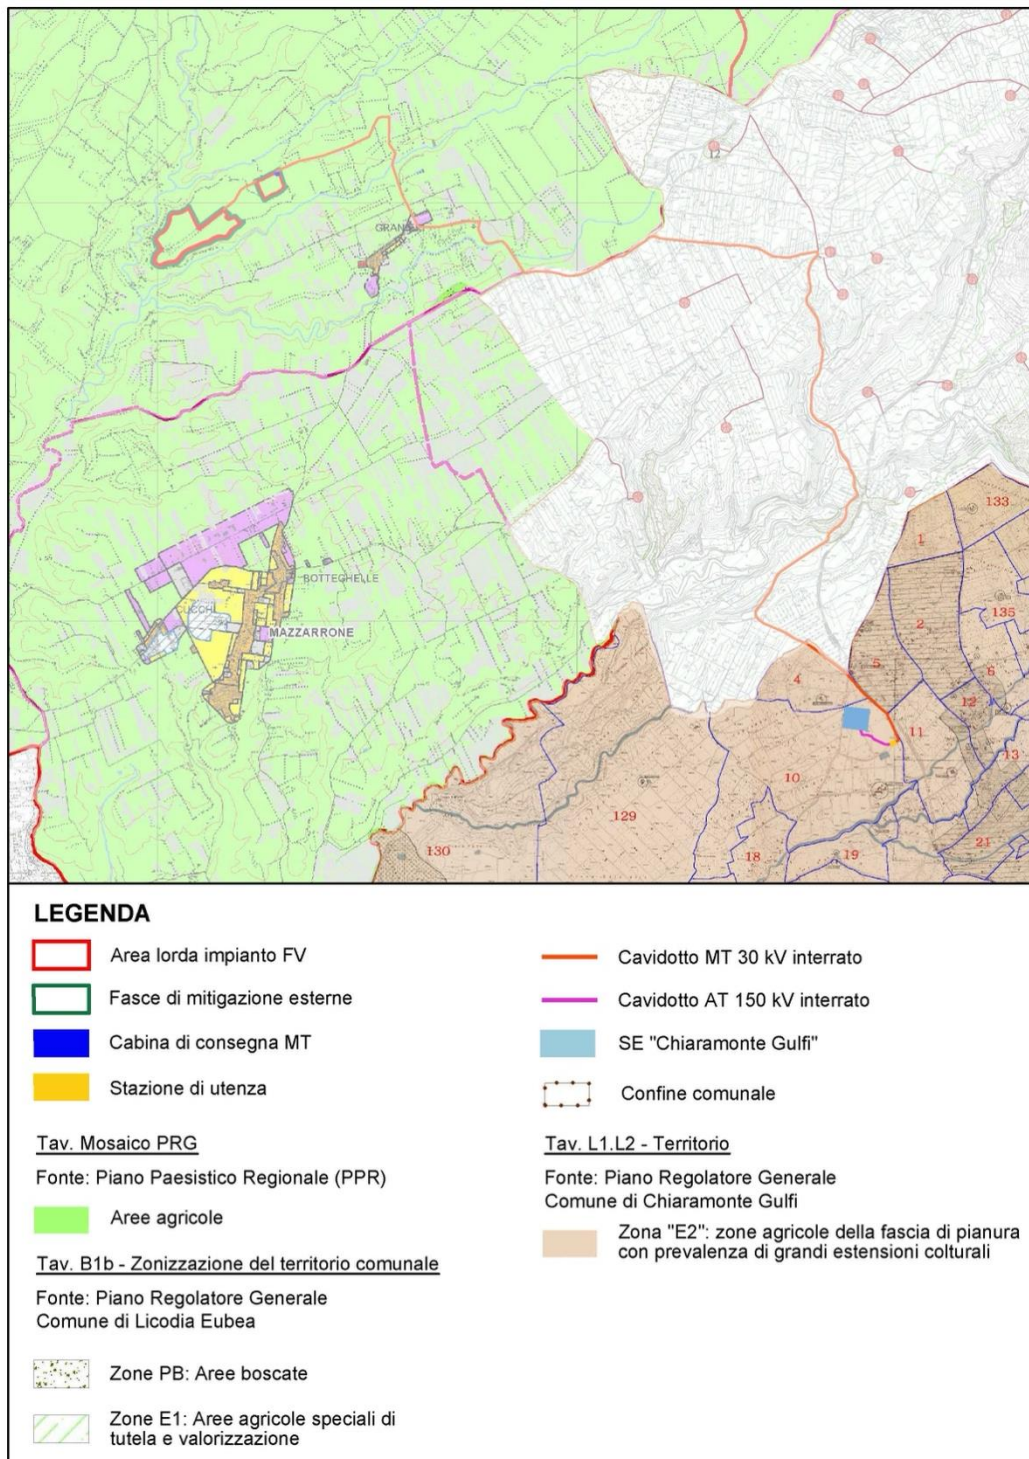 12
GRAN
133
1
135
2
BOTTEGHELLE
CUCCHI
MAZZARRONE
5
6
4
12
11
13
10
129
21
130
18
19
LEGENDA
Area lorda impianto FV
Fasce di mitigazione esterne
Cabina di consegna MT
Stazione di utenza
Tav. Mosaico PRG
Fonte: Piano Paesistico Regionale (PPR)
Aree agricole
Tav. B1b - Zonizzazione del territorio comunale
Fonte: Piano Regolatore Generale
Comune di Licodia Eubea
Zone PB: Aree boscate
Zone E1: Aree agricole speciali di
tutela e valorizzazione
Cavidotto MT 30 kV interrato
Cavidotto AT 150 kV interrato
SE "Chiaramonte Gulfi"
Confine comunale
Tav. L1.L2 - Territorio
Fonte: Piano Regolatore Generale
Comune di Chiaramonte Gulfi
Zona "E2": zone agricole della fascia di pianura
con prevalenza di grandi estensioni colturali